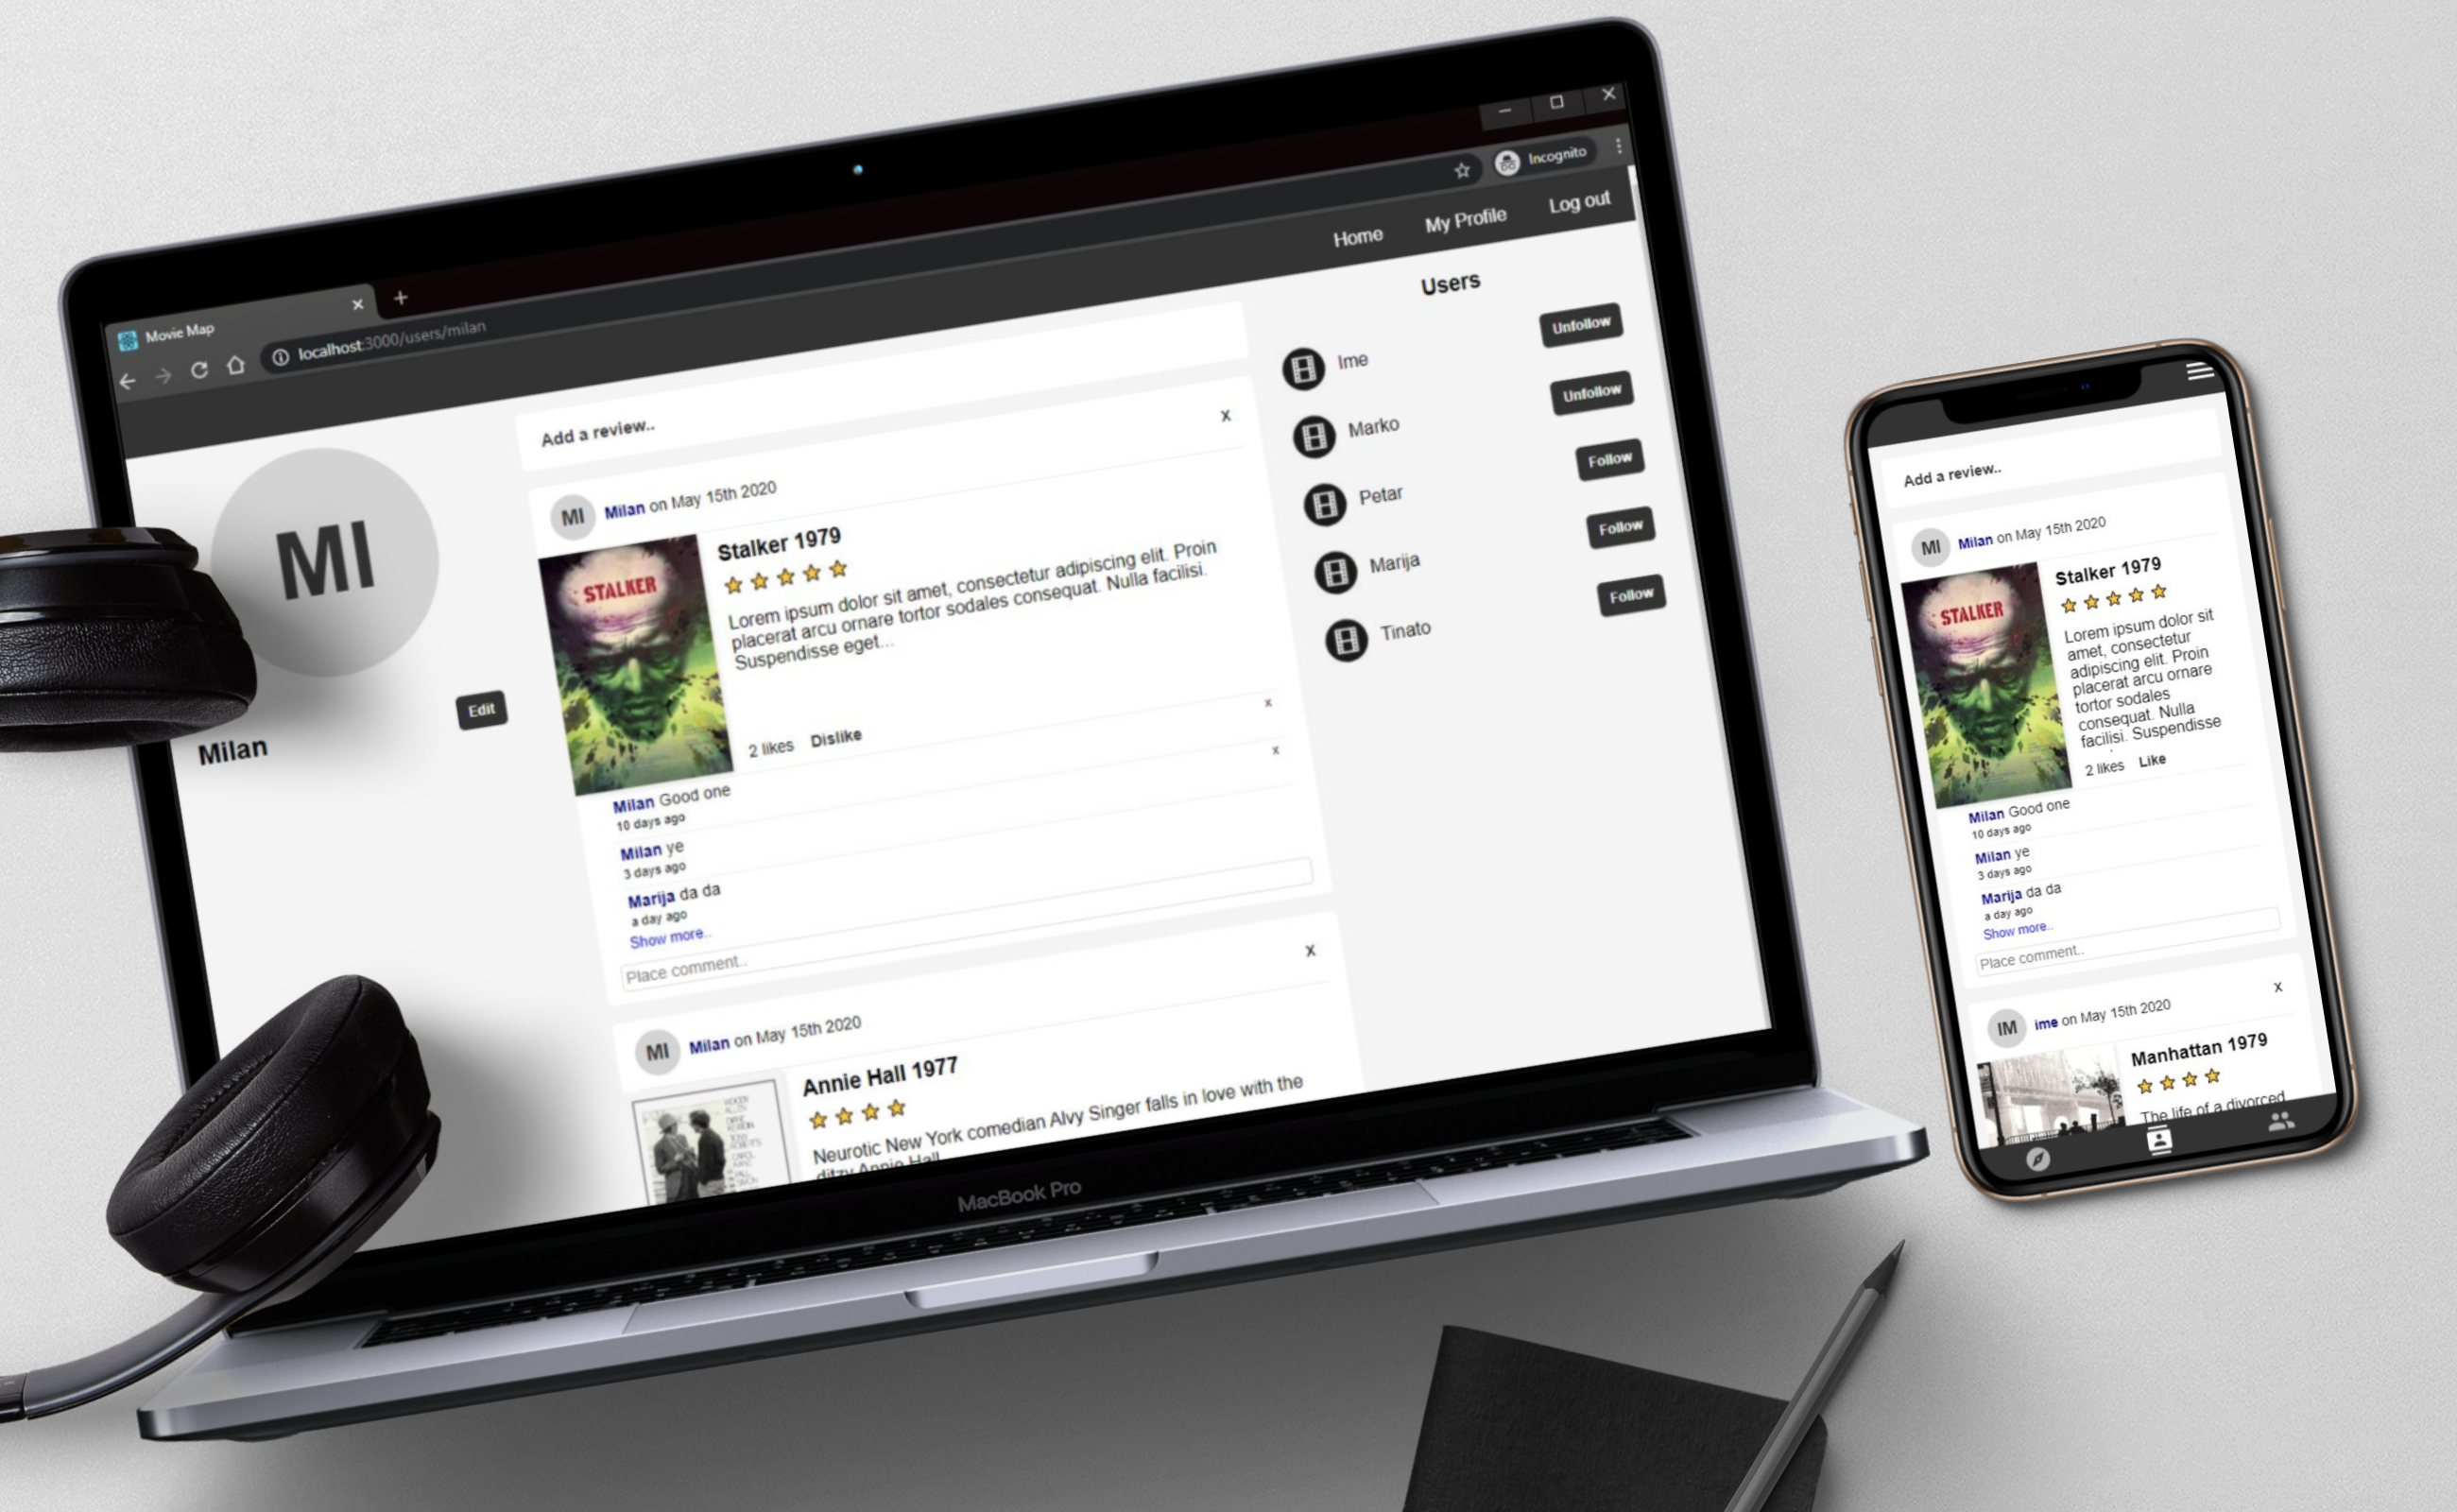 Movie Map
localhost:3000/users/milan
Incognito
Home
My Profile
Log out
MI
Milan
Edit
Add a review..
x
MI
Milan on May 15th 2020
STALKER
Stalker 1979
Lorem ipsum dolor sit amet, consectetur adipiscing elit. Proin
placerat arcu ornare tortor sodales consequat. Nulla facilisi.
Suspendisse eget...
2 likes Dislike
x
Milan Good one
10 days ago
x
Milan ye
3 days ago
Marija da da
a day ago
Show more..
Place comment..
x
MI
Milan on May 15th 2020
WOODY
ALLEN
Annie Hall 1977
Neurotic New York comedian Alvy Singer falls in love with the
ditzy Annie Hall
Users
Ime
Unfollow
Marko
Unfollow
Petar
Follow
Marija
Follow
Tinato
Follow
MacBook Pro
Add a review..
MI
Milan on May 15th 2020
STALKER
Stalker 1979
Lorem ipsum dolor sit
amet, consectetur
adipiscing elit. Proin
placerat arcu ornare
tortor sodales
consequat. Nulla
facilisi. Suspendisse
2 likes Like
Milan Good one
10 days ago
Milan ye
3 days ago
Marija da da
a day ago
Show more..
Place comment..
x
IM
ime on May 15th 2020
Manhattan 1979
The life of a divorced